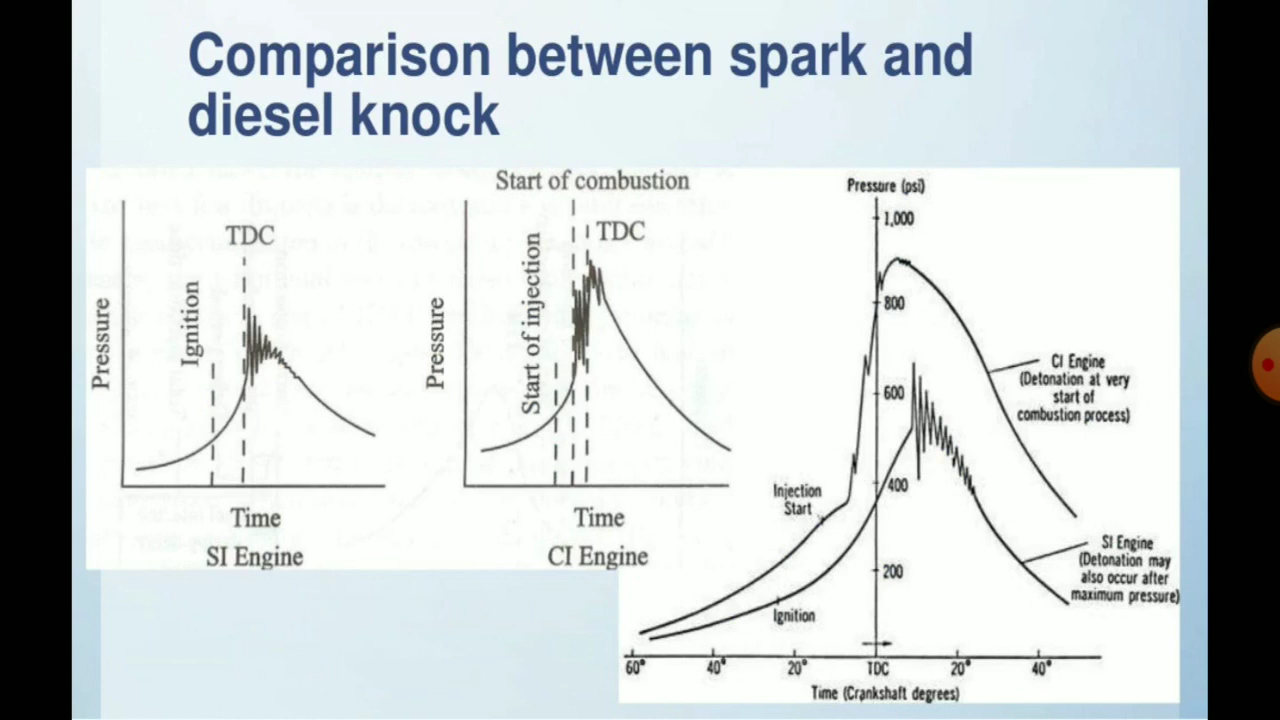 Comparison between spark and
diesel knock
Pressure
Ignition
TDC
Time
SI Engine
Start of combustion
Pressure
Start of injection
TDC
Time
CI Engine
Pressure (psi)
1,000
800
600
400
200
CI Engine
(Detonation at very
start of
combustion process)
Injection
Start
SI Engine
(Detonation may
also occur after
maximum pressure)
Ignition
60° 40° 20° TDC 20° 40°
Time (Crankshaft degrees)